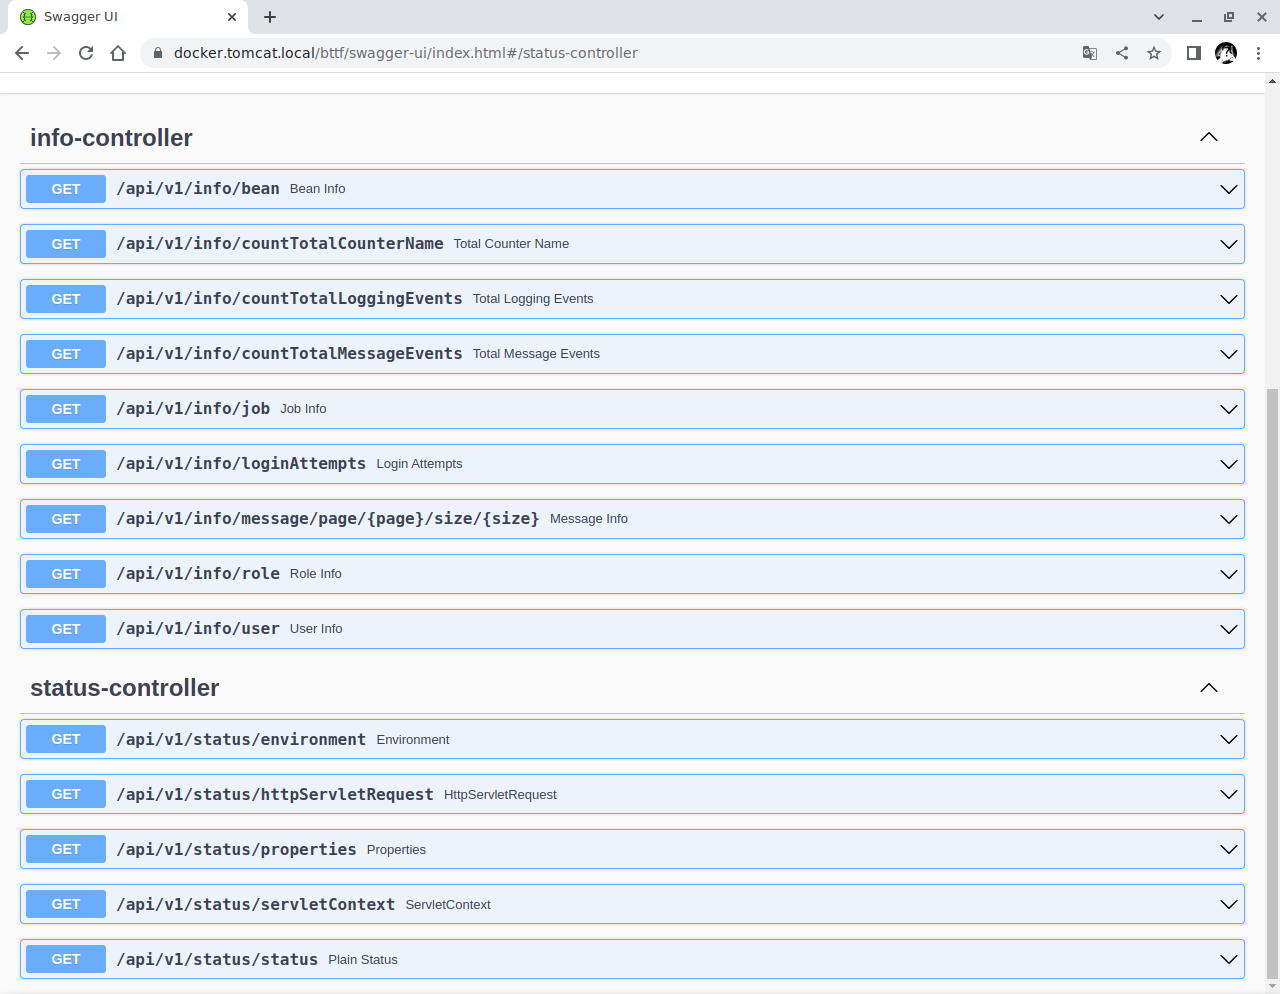 Swagger UI
docker.tomcat.local/bttf/swagger-ui/index.html#/status-controller
info-controller
GET /api/v1/info/bean Bean Info
GET /api/v1/info/countTotalCounterName Total Counter Name
GET /api/v1/info/countTotalLoggingEvents Total Logging Events
GET /api/v1/info/countTotalMessageEvents Total Message Events
GET /api/v1/info/job Job Info
GET /api/v1/info/loginAttempts Login Attempts
GET /api/v1/info/message/page/{page}/size/{size} Message Info
GET /api/v1/info/role Role Info
GET /api/v1/info/user User Info
status-controller
GET /api/v1/status/environment Environment
GET /api/v1/status/httpServletRequest HttpServletRequest
GET /api/v1/status/properties Properties
GET /api/v1/status/servletContext ServletContext
GET /api/v1/status/status Plain Status